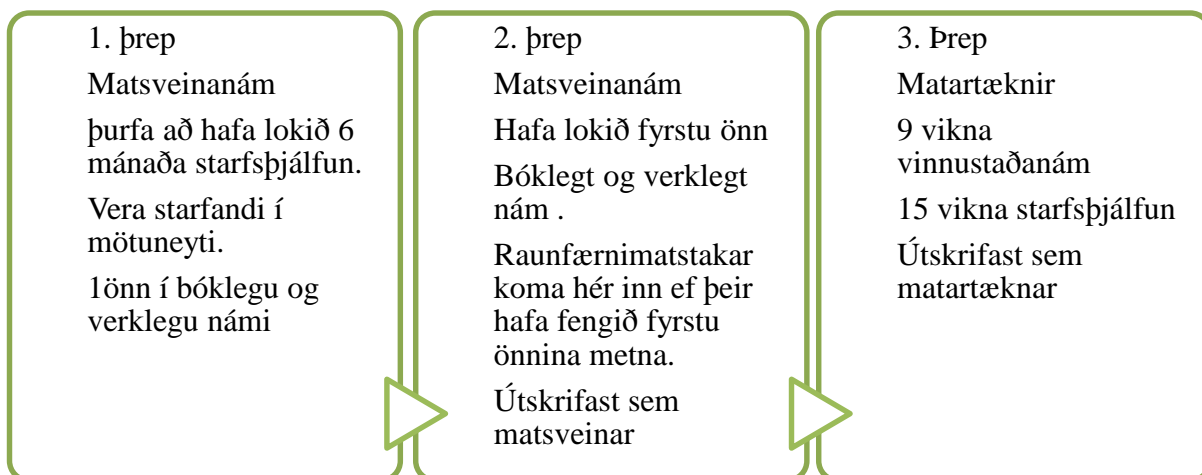 1. þrep
Matsveinanám
þurfa að hafa lokið 6
mánaða starfsþjálfun.
Vera starfandi í
mötuneyti.
1önn í bóklegu og
verklegu námi
2. þrep
Matsveinanám
Hafa lokið fyrstu önn
Bóklegt og verklegt
nám .
Raunfærnimatstakar
koma hér inn ef þeir
hafa fengið fyrstu
önnina metna.
Útskrifast sem
matsveinar
3. Þrep
Matartæknir
9 vikna
vinnustaðanám
15 vikna starfsþjálfun
Útskrifast sem
matartæknar